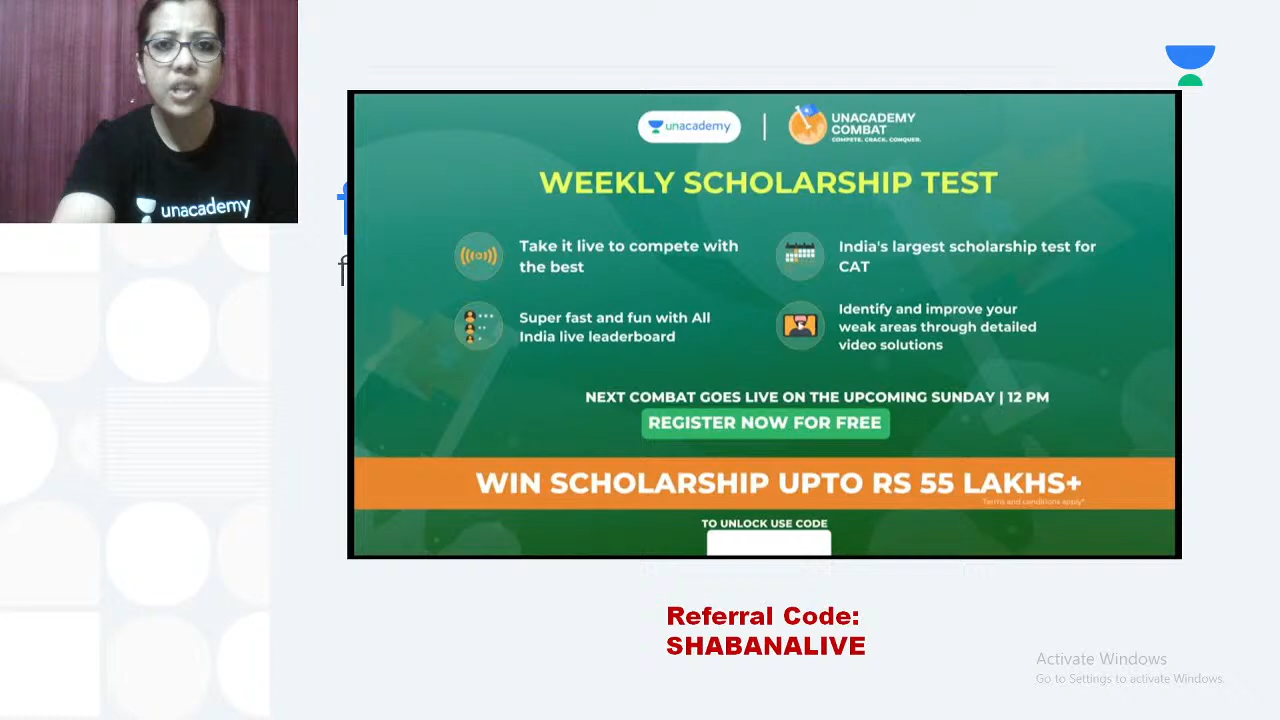 unacademy
unacademy
UNACADEMY
COMBAT
COMPETE. CRACK. CONQUER.
WEEKLY SCHOLARSHIP TEST
Take it live to compete with
the best
India's largest scholarship test for
CAT
Super fast and fun with All
India live leaderboard
Identify and improve your
weak areas through detailed
video solutions
NEXT COMBAT GOES LIVE ON THE UPCOMING SUNDAY | 12 PM
REGISTER NOW FOR FREE
WIN SCHOLARSHIP UPTO RS 55 LAKHS+
Terms and conditions apply*
TO UNLOCK USE CODE
Referral Code:
SHABANALIVE
Activate Windows
Go to Settings to activate Windows.